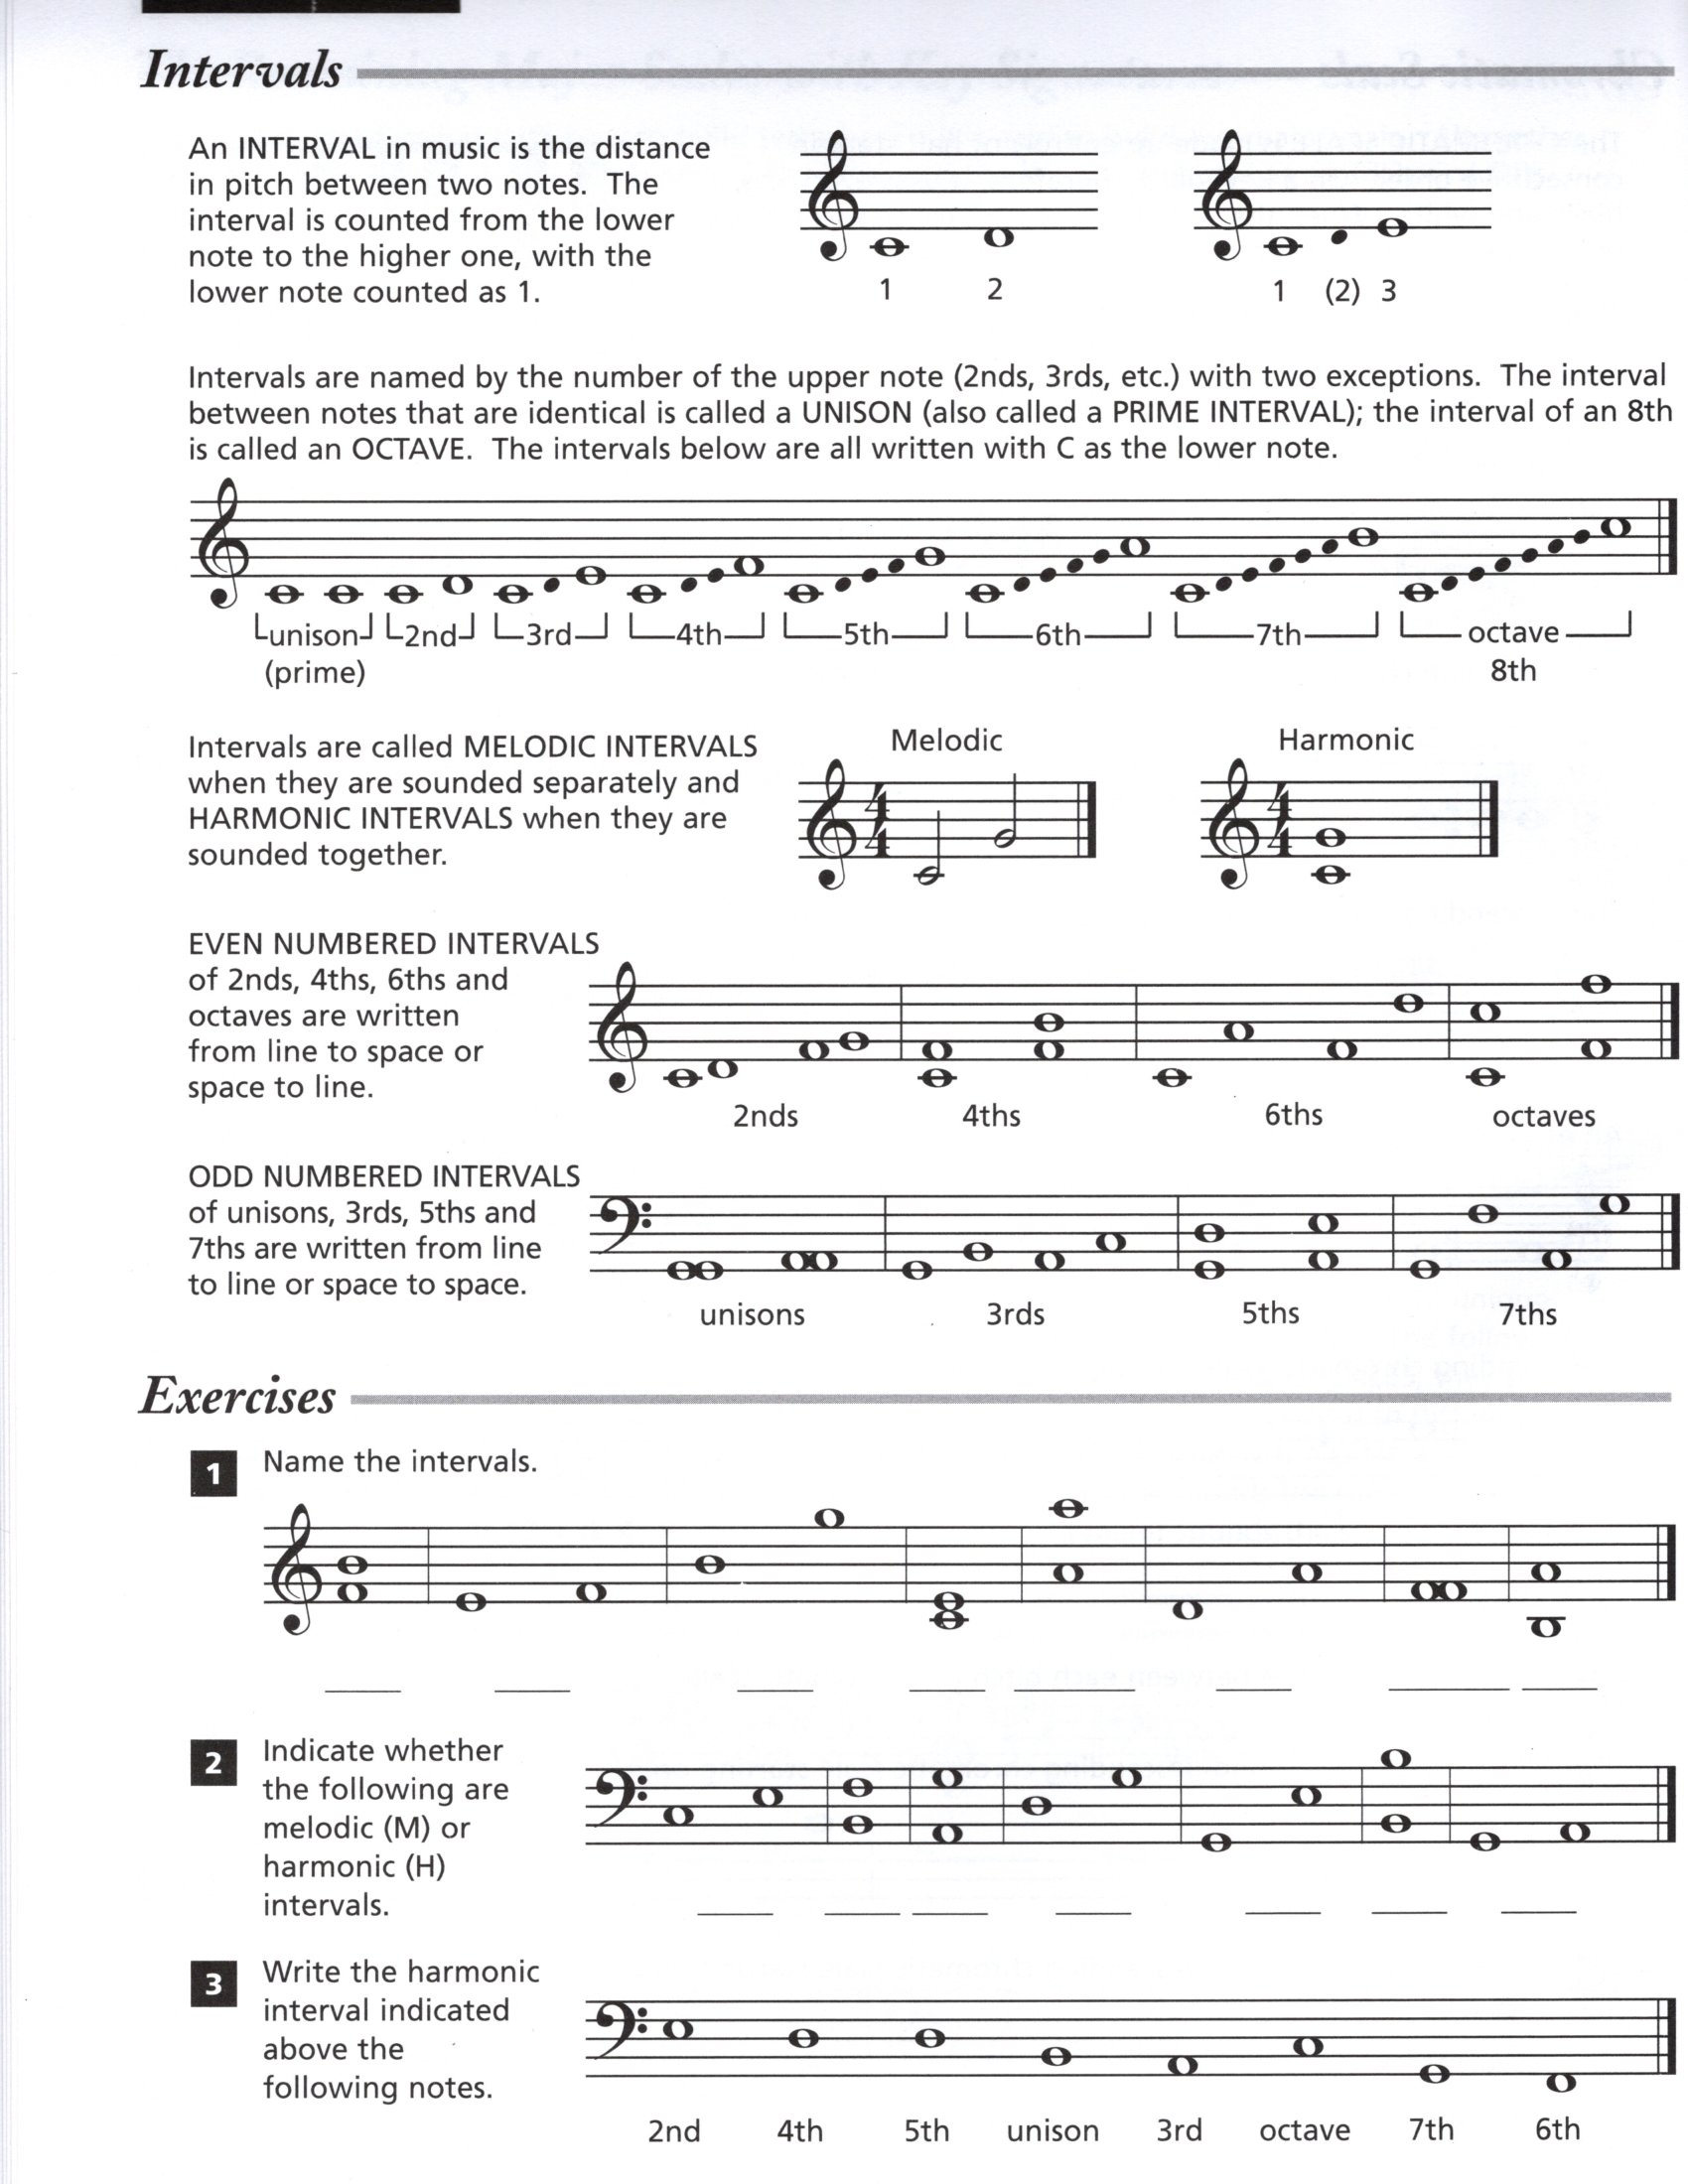 Intervals
An INTERVAL in music is the distance
in pitch between two notes. The
interval is counted from the lower
note to the higher one, with the
lower note counted as 1.
1 2
1 (2) 3
Intervals are named by the number of the upper note (2nds, 3rds, etc.) with two exceptions. The interval
between notes that are identical is called a UNISON (also called a PRIME INTERVAL); the interval of an 8th
is called an OCTAVE. The intervals below are all written with C as the lower note.
unison 2nd 3rd 4th 5th 6th 7th octave
(prime) 8th
Intervals are called MELODIC INTERVALS
when they are sounded separately and
HARMONIC INTERVALS when they are
sounded together.
Melodic Harmonic
4 4
4 4
EVEN NUMBERED INTERVALS
of 2nds, 4ths, 6ths and
octaves are written
from line to space or
space to line.
2nds 4ths 6ths octaves
ODD NUMBERED INTERVALS
of unisons, 3rds, 5ths and
7ths are written from line
to line or space to space.
unisons 3rds 5ths 7ths
Exercises
1 Name the intervals.
2 Indicate whether
the following are
melodic (M) or
harmonic (H)
intervals.
3 Write the harmonic
interval indicated
above the
following notes.
2nd 4th 5th unison 3rd octave 7th 6th